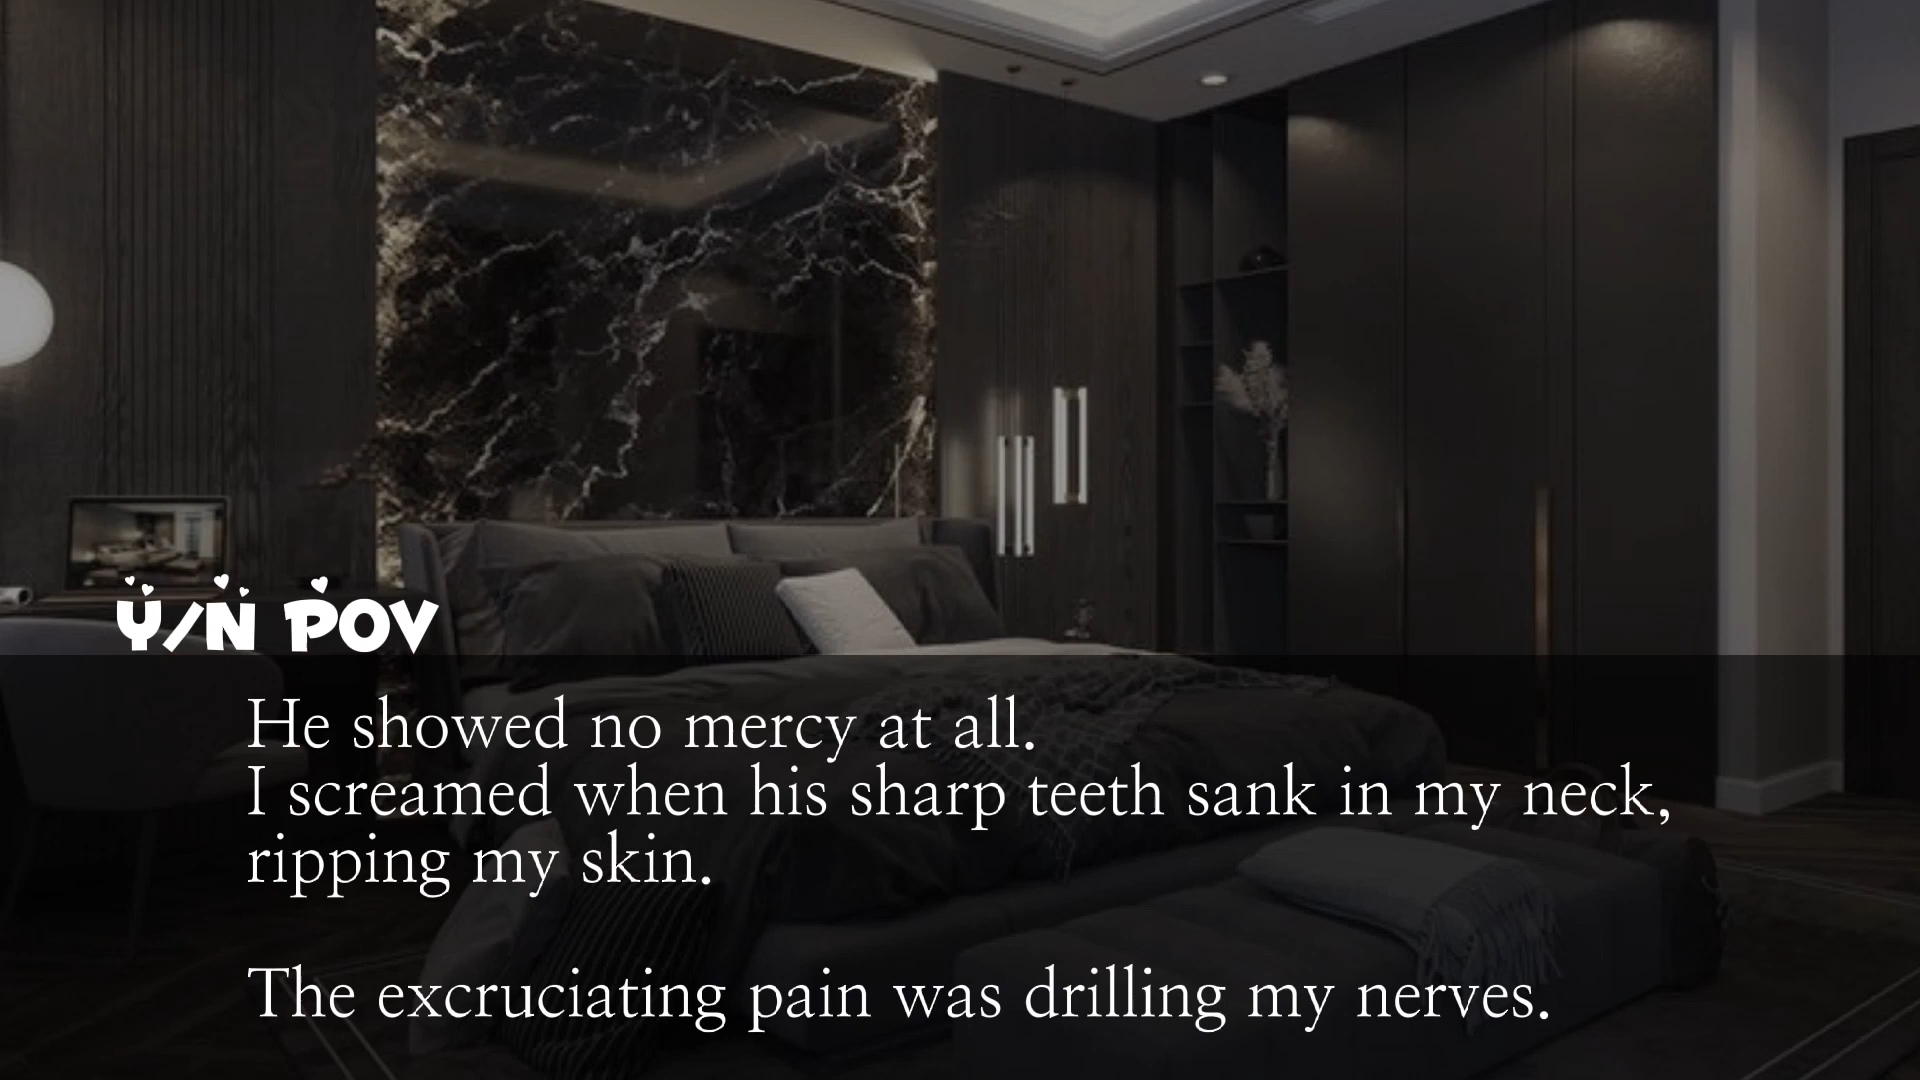 Y/N POV
He showed no mercy at all.
I screamed when his sharp teeth sank in my neck,
ripping my skin.
The excruciating pain was drilling my nerves.